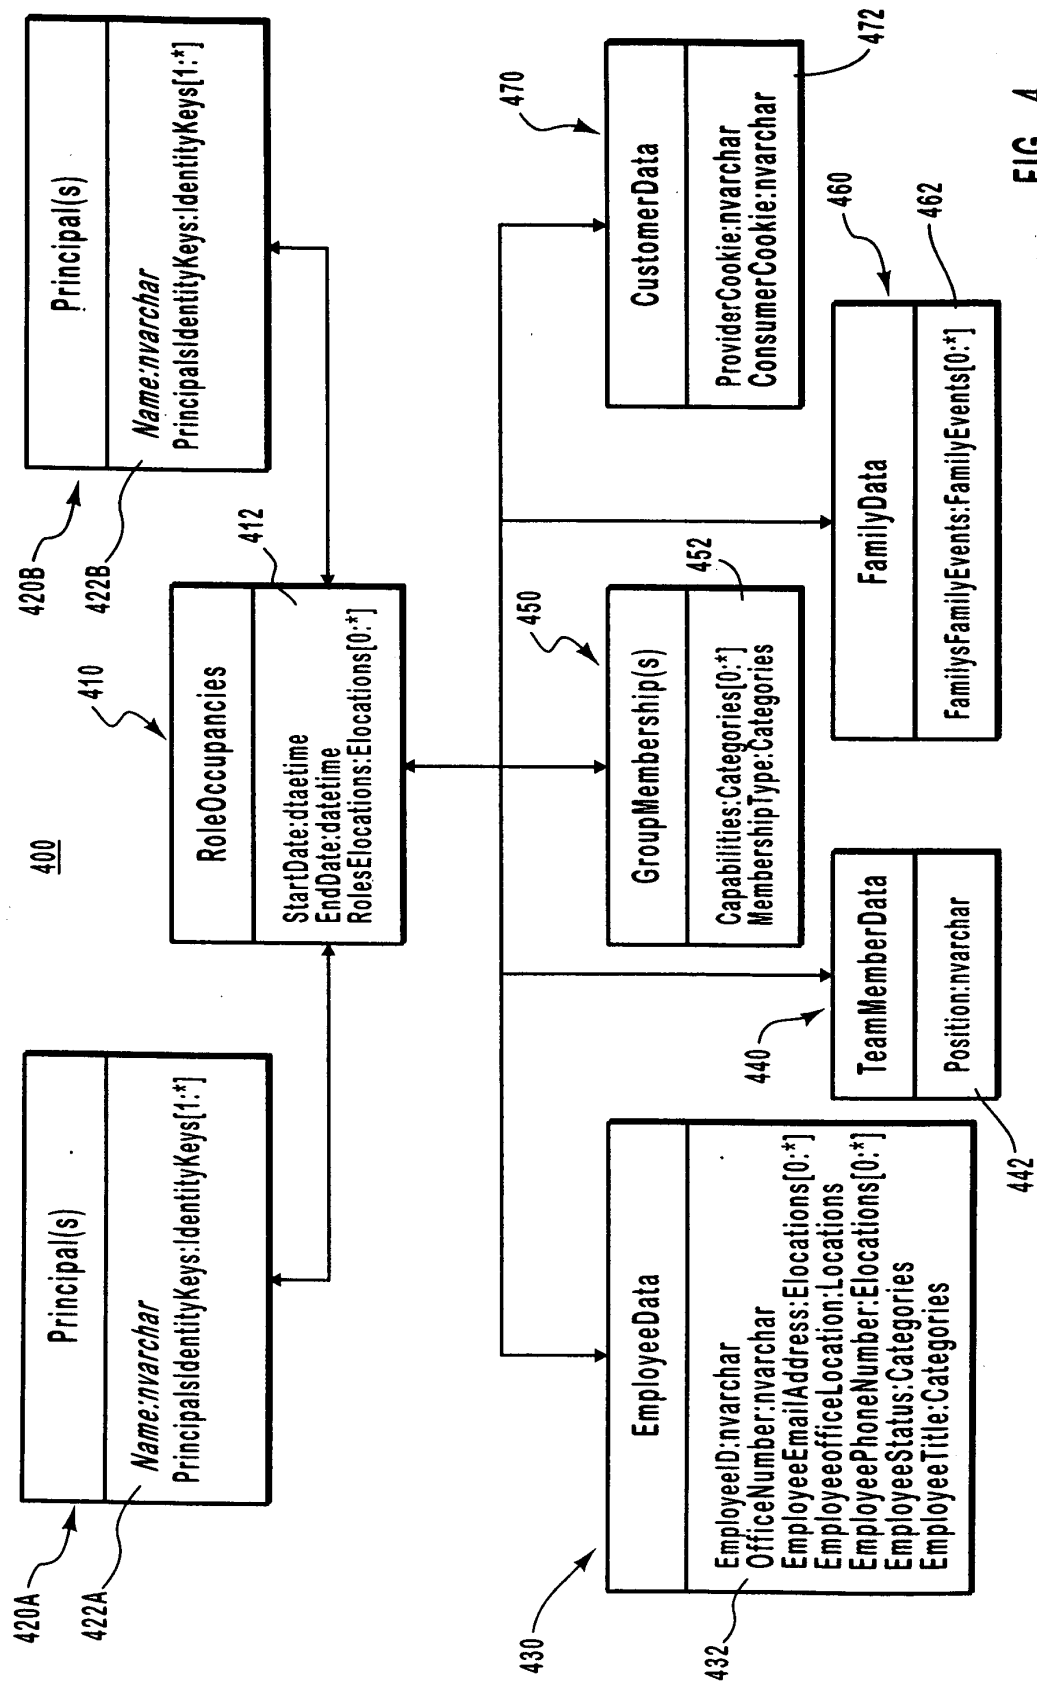 400
420A
422A
Principal(s)
Name:nvarchar
PrincipalsIdentityKeys:IdentityKeys[1:*]
410
RoleOccupancies
412
StartDate:dtaetime
EndDate:datetime
RolesElocations:Elocations[0:*]
420B
422B
Principal(s)
Name:nvarchar
PrincipalsIdentityKeys:IdentityKeys[1:*]
430
EmployeeData
432
EmployeeID:nvarchar
OfficeNumber:nvarchar
EmployeeEmailAddress:Elocations[0:*]
EmployeeofficeLocation:Locations
EmployeePhoneNumber:Elocations[0:*]
EmployeeStatus:Categories
EmployeeTitle:Categories
440
TeamMemberData
Position:nvarchar
442
450
GroupMembership(s)
452
Capabilities:Categories[0:*]
MembershipType:Categories
460
FamilyData
462
FamilysFamilyEvents:FamilyEvents[0:*]
470
CustomerData
ProviderCookie:nvarchar
ConsumerCookie:nvarchar
472
FIG. 4